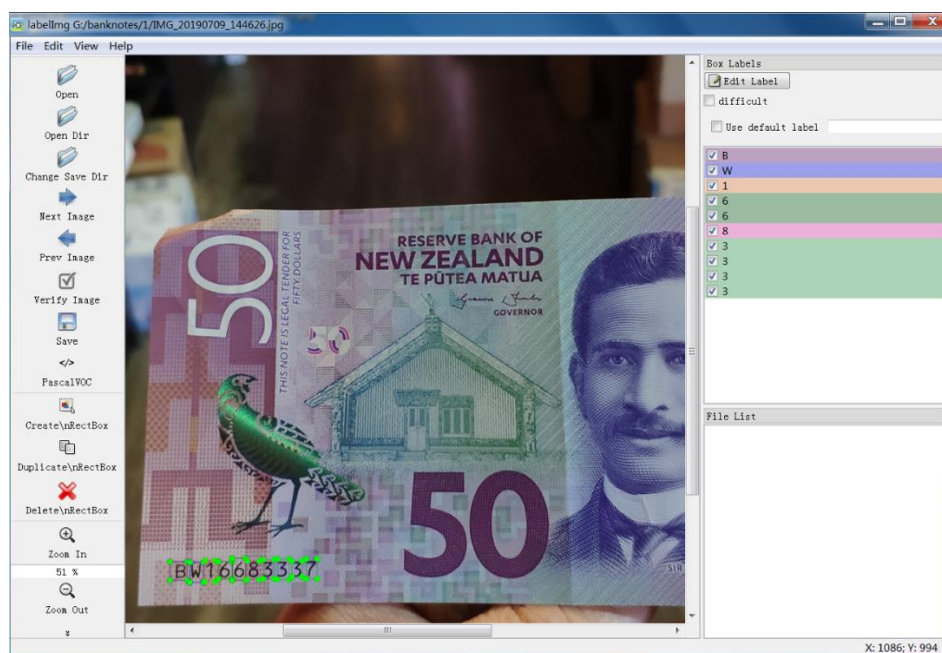 labelImg G:/banknotes/1/IMG_20190709_144626.jpg
File Edit View Help
Open
Open Dir
Change Save Dir
Next Image
Prev Image
Verify Image
Save
</>
PascalVOC
Create\nRectBox
Duplicate\nRectBox
Delete\nRectBox
Zoom In
51 %
Zoom Out
50
THIS NOTE IS LEGAL TENDER FOR
FIFTY DOLLARS
RESERVE BANK OF
NEW ZEALAND
TE PŪTEA MATUA
GOVERNOR
50
50
SIR
BW16683337
Box Labels
Edit Label
difficult
Use default label
B
W
1
6
6
8
3
3
3
3
File List
X: 1086; Y: 994